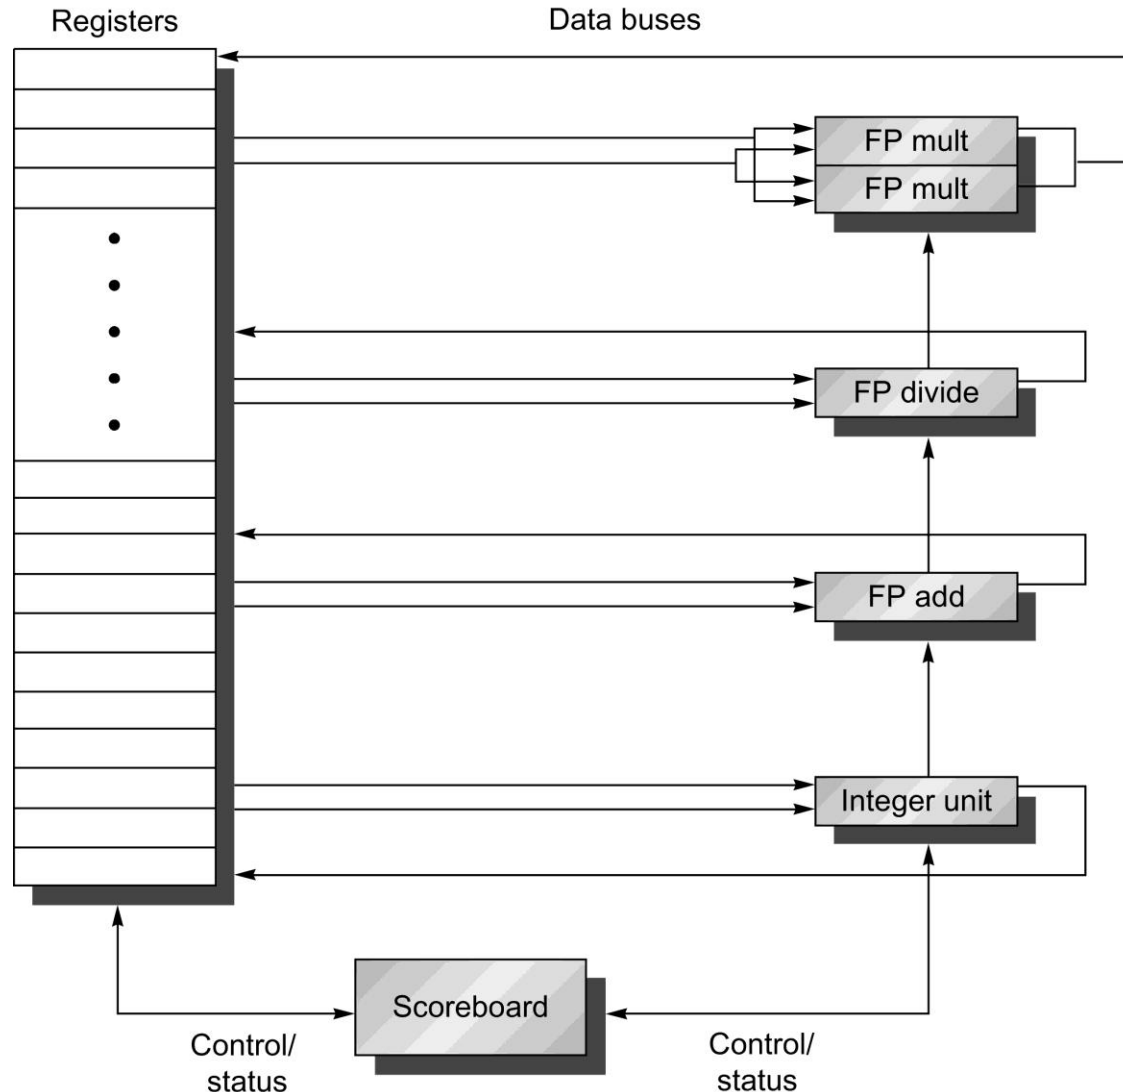 Registers
Data buses
FP mult
FP mult
FP divide
FP add
Integer unit
Scoreboard
Control/
status
Control/
status